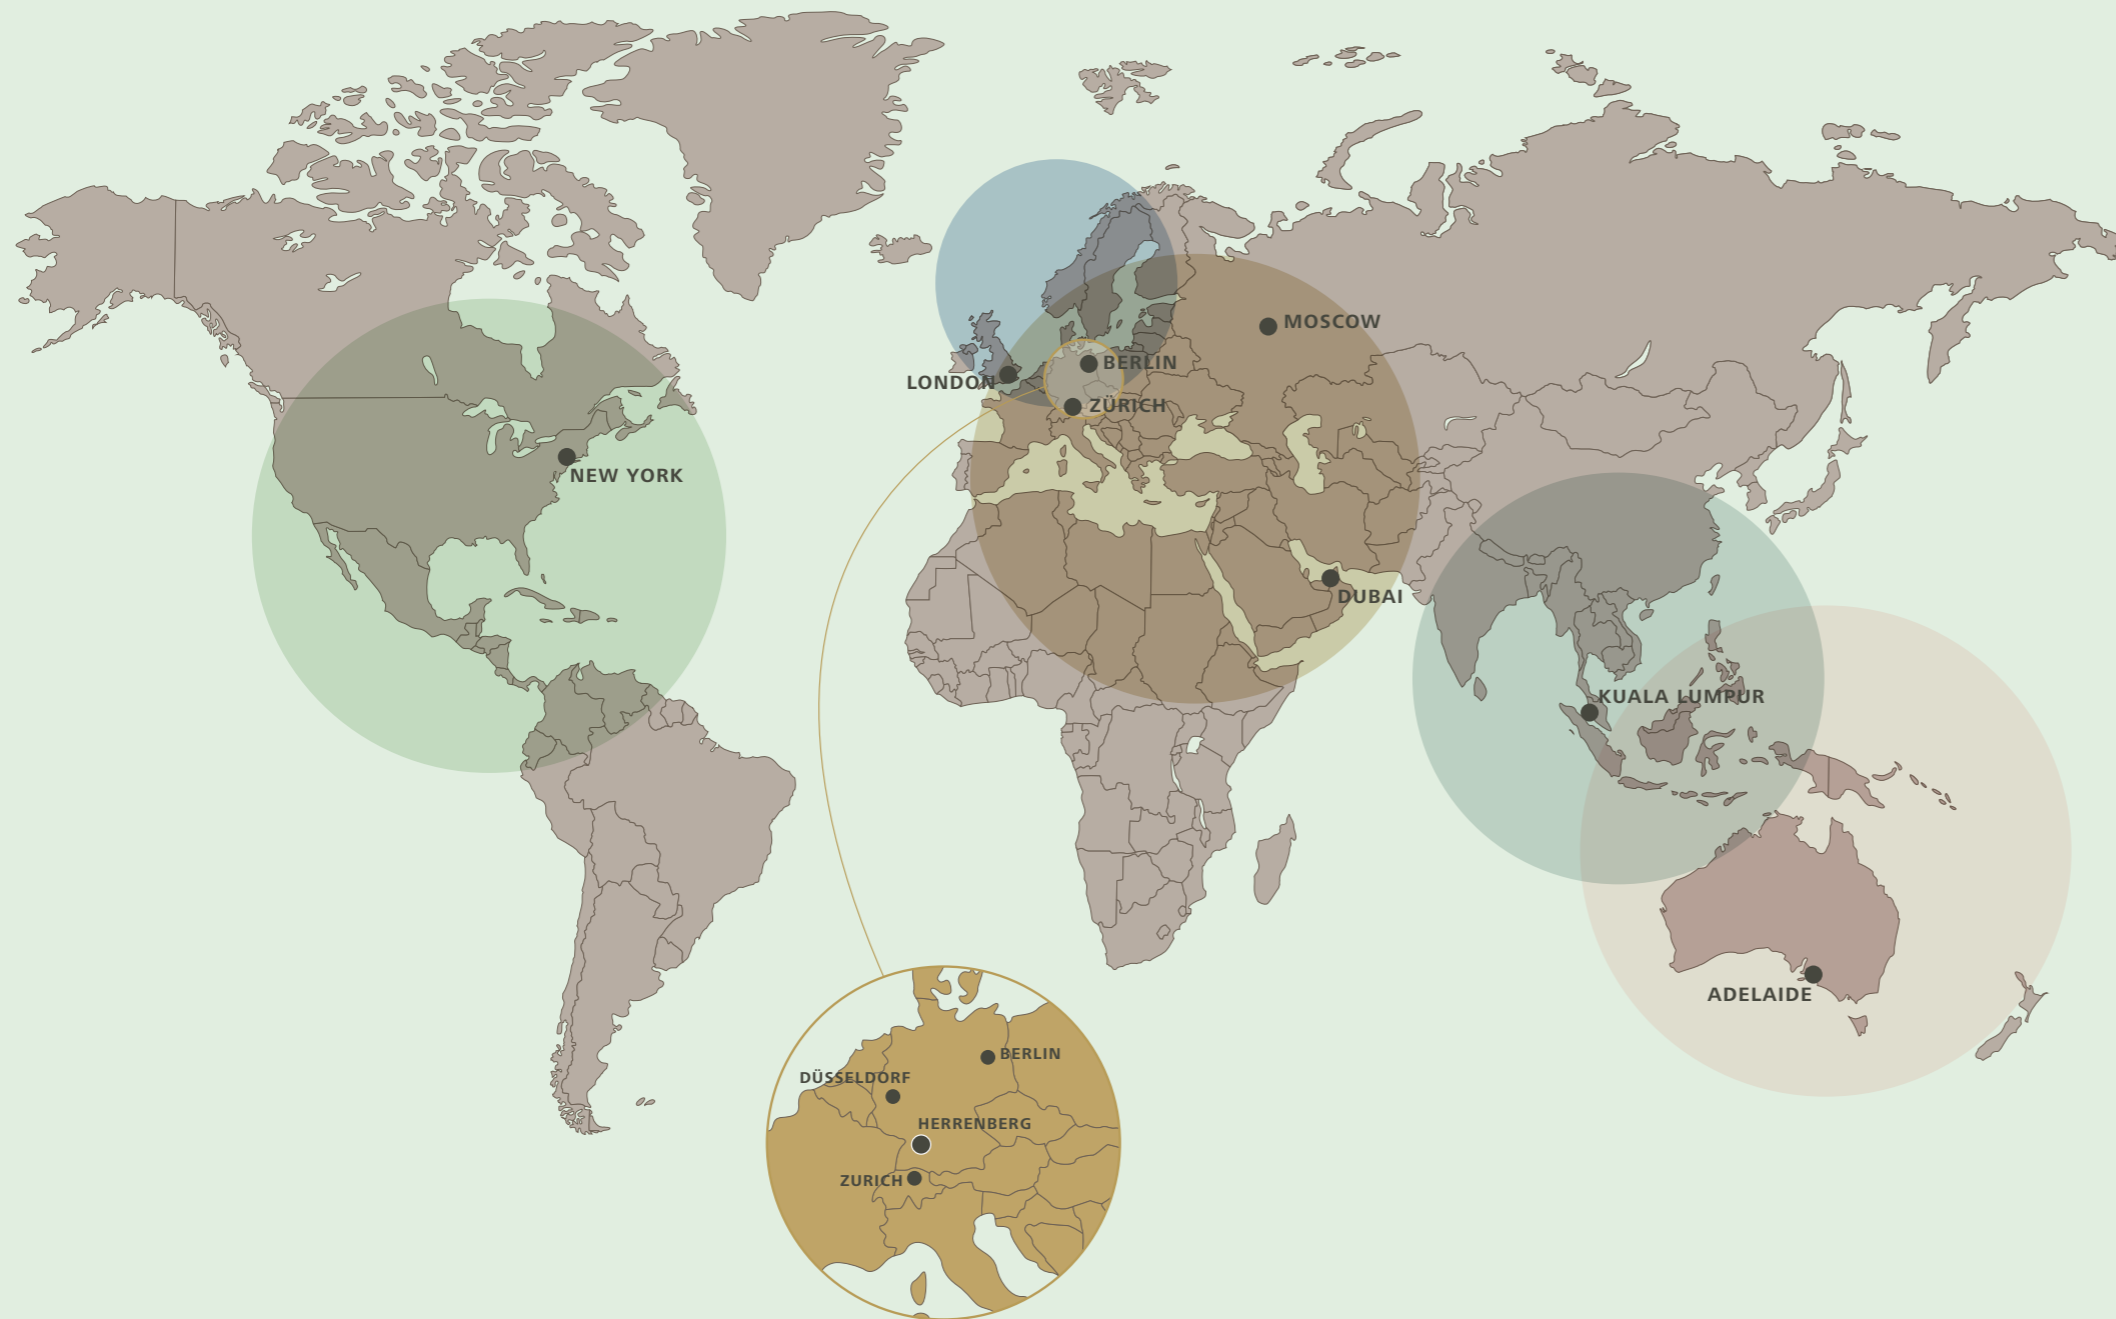 MOSCOW
BERLIN
LONDON
ZÜRICH
NEW YORK
DUBAI
KUALA LUMPUR
ADELAIDE
BERLIN
DÜSSELDORF
HERRENBERG
ZURICH